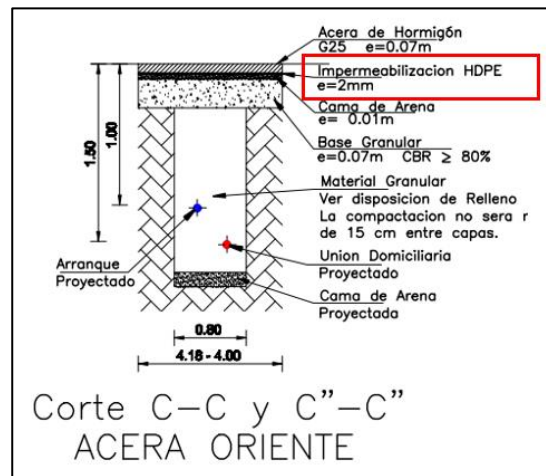 Acera de Hormigón
G25 e=0.07m
Impermeabilizacion HDPE
e=2mm
Cama de Arena
e= 0.01m
Base Granular
e=0.07m CBR ≥ 80%
Material Granular
Ver disposicion de Relleno
La compactacion no sera r
de 15 cm entre capas.
Union Domiciliaria
Proyectado
Cama de Arena
Proyectada
1.50
1.00
Arranque
Proyectado
0.80
4.18 - 4.00
Corte C-C y C"-C"
ACERA ORIENTE